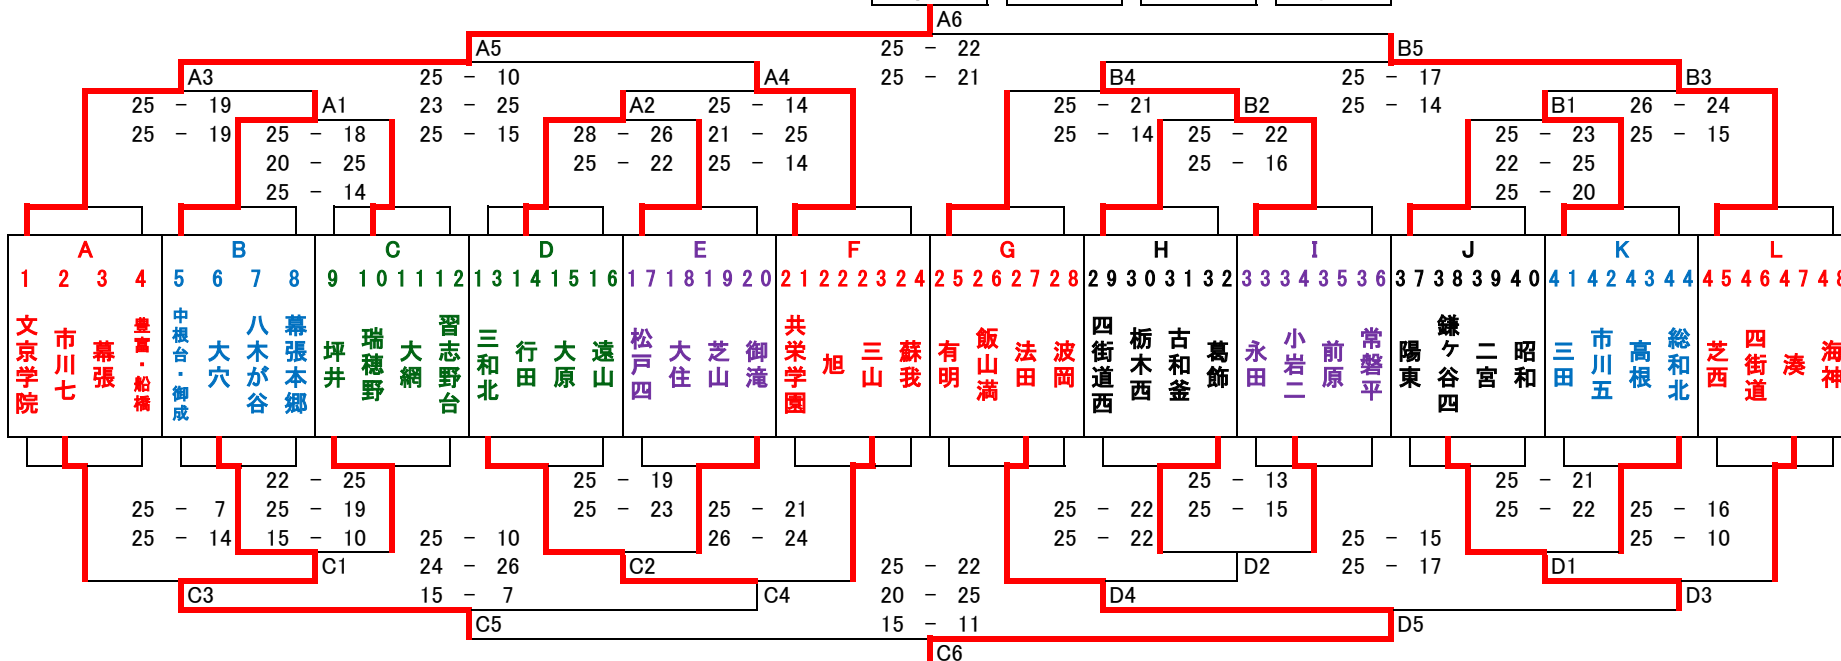 A6
A5 25 - 22 B5
A3 25 - 10 A4 25 - 21 B4 25 - 17 B3
25 - 19 A1 23 - 25 A2 25 - 14 25 - 21 B2 25 - 14 B1 26 - 24
25 - 19 25 - 18 25 - 15 28 - 26 21 - 25 25 - 14 25 - 22 25 - 23 25 - 15
20 - 25 25 - 22 25 - 14 25 - 16 22 - 25
25 - 14 25 - 20
A B C D E F G H I J K L
1 2 3 4 5 6 7 8 9 10 11 12 13 14 15 16 17 18 19 20 21 22 23 24 25 26 27 28 29 30 31 32 33 34 35 36 37 38 39 40 41 42 43 44 45 46 47 48
文京学院
市川七
幕張
豊富・船橋
中根台・御成
大穴
八木が谷
幕張本郷
坪井
瑞穂野
大網
習志野台
三和北
行田
大原
遠山
松戸四
大住
芝山
御滝
共栄学園
旭
三山
蘇我
有明
飯山満
法田
波岡
四街道西
栃木西
古和釜
葛飾
永田
小岩二
前原
常磐平
陽東
鎌ヶ谷四
二宮
昭和
三田
市川五
高根
総和北
芝西
四街道
湊
海神
22 - 25 25 - 19 25 - 13 25 - 21
25 - 7 25 - 19 25 - 23 25 - 21 25 - 22 25 - 15 25 - 22 25 - 16
25 - 14 15 - 10 25 - 10 26 - 24 25 - 22 25 - 15 25 - 10
C1 24 - 26 C2 25 - 22 D2 25 - 17 D1
C3 15 - 7 C4 20 - 25 D4 D3
C5 15 - 11 D5
C6